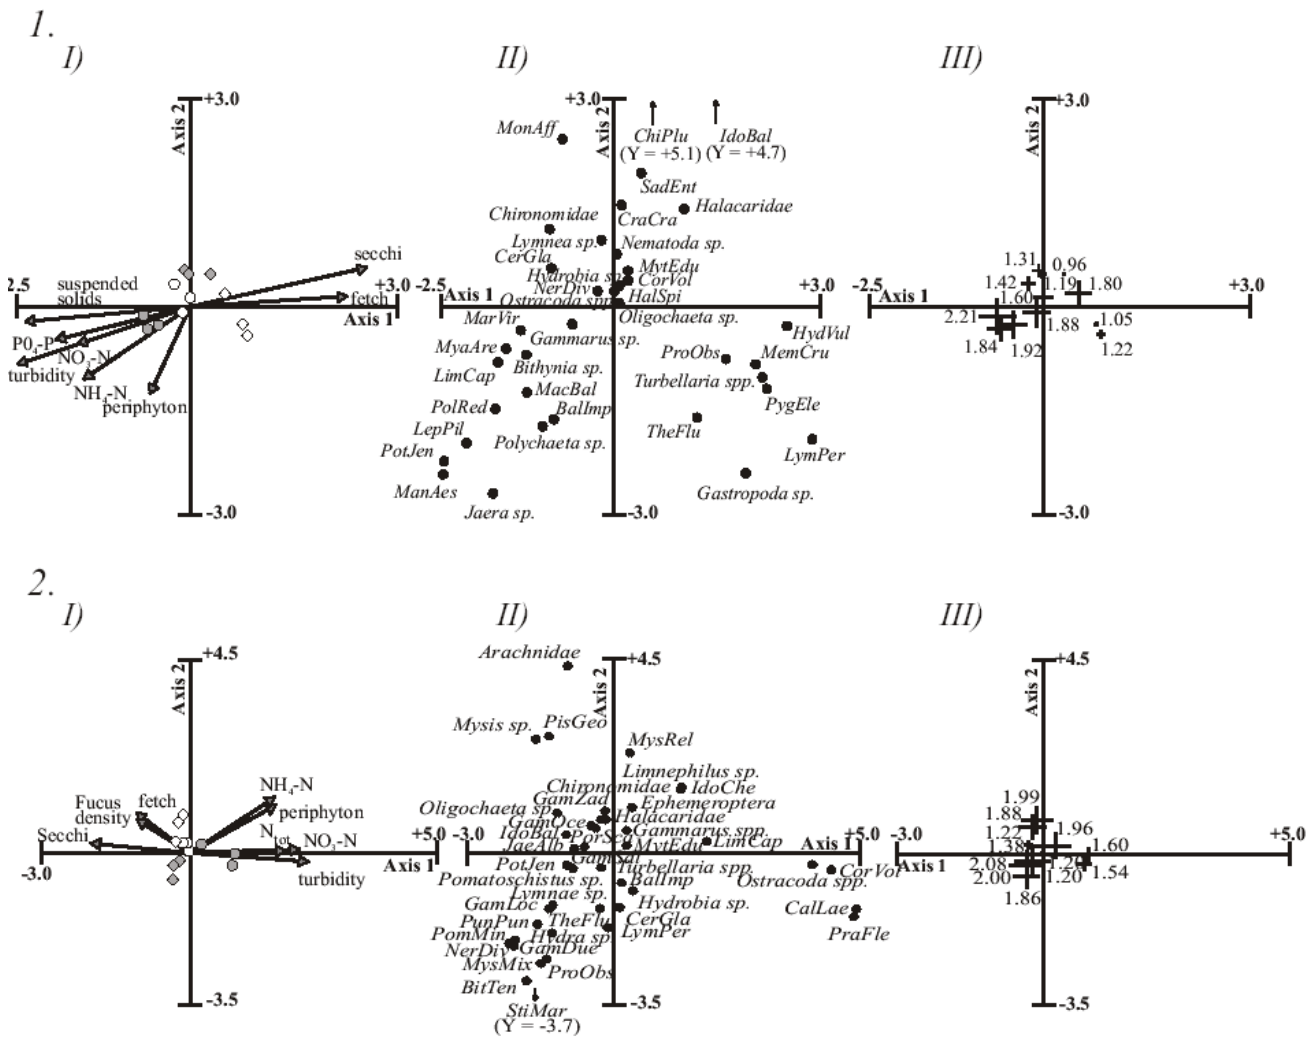 1.
I)
II)
III)
+3.0
Axis 2
secchi
suspended
solids
fetch
2.5
+3.0
Axis 1
PO4-P
NO3-N
turbidity
NH4-N
periphyton
-3.0
+3.0
Axis 2
MonAff
ChiPlu
(Y = +5.1)
IdoBal
(Y = +4.7)
SadEnt
Halacaridae
CraCra
Chironomidae
Lymnea sp.
Nematoda sp.
CerGla
MytEdu
Hydrobia sp
CorVol
NerDiv
HalSpi
-2.5
Axis 1
Ostracoda spp.
+3.0
Oligochaeta sp.
MarVir
Gammarus sp.
HydVul
MyaAre
ProObs
MemCru
Bithynia sp.
LimCap
Turbellaria spp.
MacBal
PygEle
PolRed
BalImp
LepPil
TheFlu
Polychaeta sp.
PotJen
LymPer
ManAes
Gastropoda sp.
Jaera sp.
-3.0
+3.0
Axis 2
1.31
0.96
1.42
1.19
1.80
1.60
-2.5
Axis 1
+3.0
2.21
1.88
1.05
1.84
1.92
1.22
-3.0
2.
I)
II)
III)
+4.5
Axis 2
NH4-N
Fucus
density
fetch
periphyton
Secchi
Ntot
NO3-N
+5.0
-3.0
Axis 1
turbidity
-3.5
Arachnidae
+4.5
Axis 2
Mysis sp.
PisGeo
MysRel
Limnephilus sp.
Chironomidae
IdoChe
GamZad
Ephemeroptera
Oligochaeta sp.
Halacaridae
GamOce
Gammarus spp.
IdoBal
PorS
MytEdu
LimCap
JaeAlb
-3.0
+5.0
Axis 1
GamSal
PotJen
Turbellaria spp.
CorVol
Pomatoschistus sp.
BalImp
Ostracoda spp.
Lymnae sp.
GamLoc
Hydrobia sp.
CalLae
PunPun
TheFlu
CerGla
PomMin
Hydra sp.
LymPer
PraFle
NerDiv
GamDue
MysMix
ProObs
BitTen
StiMar
(Y = -3.7)
-3.5
+4.5
Axis 2
1.99
1.88
1.22
1.96
1.38
1.60
-3.0
+5.0
Axis 1
2.08
1.20
1.54
2.00
1.20
1.86
-3.5